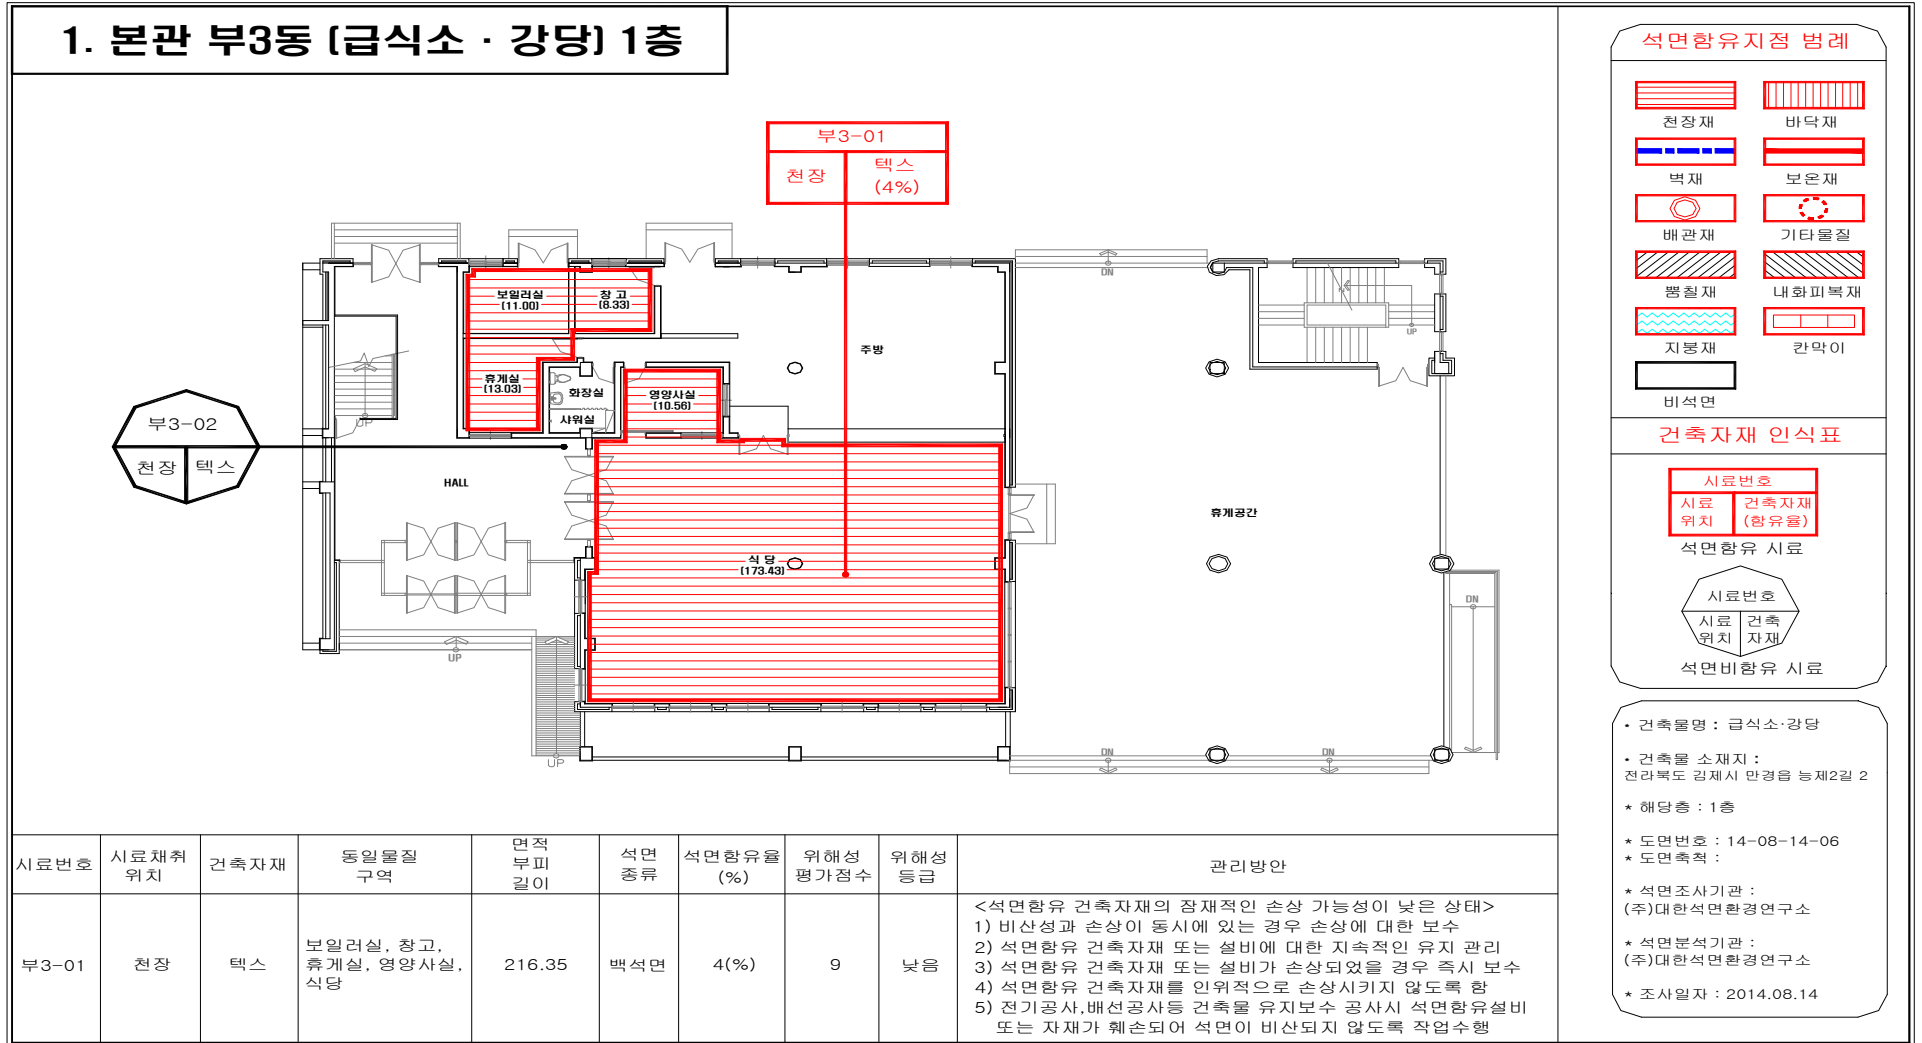 1. 본관 부3동 (급식소 · 강당) 1층
부3-01
천장
텍스
(4%)
보일러실
(11.00)
창 고
(8.33)
휴게실
(13.03)
화장실
샤워실
영양사실
(10.56)
주방
부3-02
천장
텍스
HALL
식 당
(173.43)
휴게공간
UP
UP
UP
UP
DN
DN
DN
DN
석면함유지점 범례
천장재
바닥재
벽재
보온재
배관재
기타물질
뿜칠재
내화피복재
지붕재
칸막이
비석면
건축자재 인식표
시료번호
시료
위치
건축자재
(함유율)
석면함유 시료
시료번호
시료
위치
건축
자재
석면비함유 시료
• 건축물명 : 급식소·강당
• 건축물 소재지 :
전라북도 김제시 만경읍 능제2길 2
* 해당층 : 1층
* 도면번호 : 14-08-14-06
* 도면축척 :
* 석면조사기관 :
(주)대한석면환경연구소
* 석면분석기관 :
(주)대한석면환경연구소
* 조사일자 : 2014.08.14
시료번호
시료채취
위치
건축자재
동일물질
구역
면적
부피
길이
석면
종류
석면함유율
(%)
위해성
평가점수
위해성
등급
관리방안
부3-01
천장
텍스
보일러실, 창고,
휴게실, 영양사실,
식당
216.35
백석면
4(%)
9
낮음
<석면함유 건축자재의 잠재적인 손상 가능성이 낮은 상태>
1) 비산성과 손상이 동시에 있는 경우 손상에 대한 보수
2) 석면함유 건축자재 또는 설비에 대한 지속적인 유지 관리
3) 석면함유 건축자재 또는 설비가 손상되었을 경우 즉시 보수
4) 석면함유 건축자재를 인위적으로 손상시키지 않도록 함
5) 전기공사,배선공사등 건축물 유지보수 공사시 석면함유설비
또는 자재가 훼손되어 석면이 비산되지 않도록 작업수행